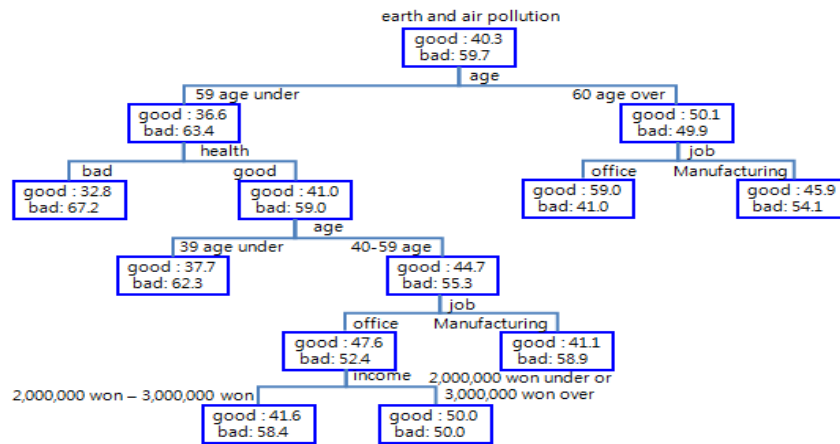 earth and air pollution
good : 40.3
bad: 59.7
age
59 age under
60 age over
good : 36.6
bad: 63.4
good : 50.1
bad: 49.9
health
job
bad
good
office
Manufacturing
good : 32.8
bad: 67.2
good : 41.0
bad: 59.0
good : 59.0
bad: 41.0
good : 45.9
bad: 54.1
age
39 age under
40-59 age
good : 37.7
bad: 62.3
good : 44.7
bad: 55.3
job
office
Manufacturing
good : 47.6
bad: 52.4
good : 41.1
bad: 58.9
income
2,000,000 won – 3,000,000 won
2,000,000 won under or
3,000,000 won over
good : 41.6
bad: 58.4
good : 50.0
bad: 50.0